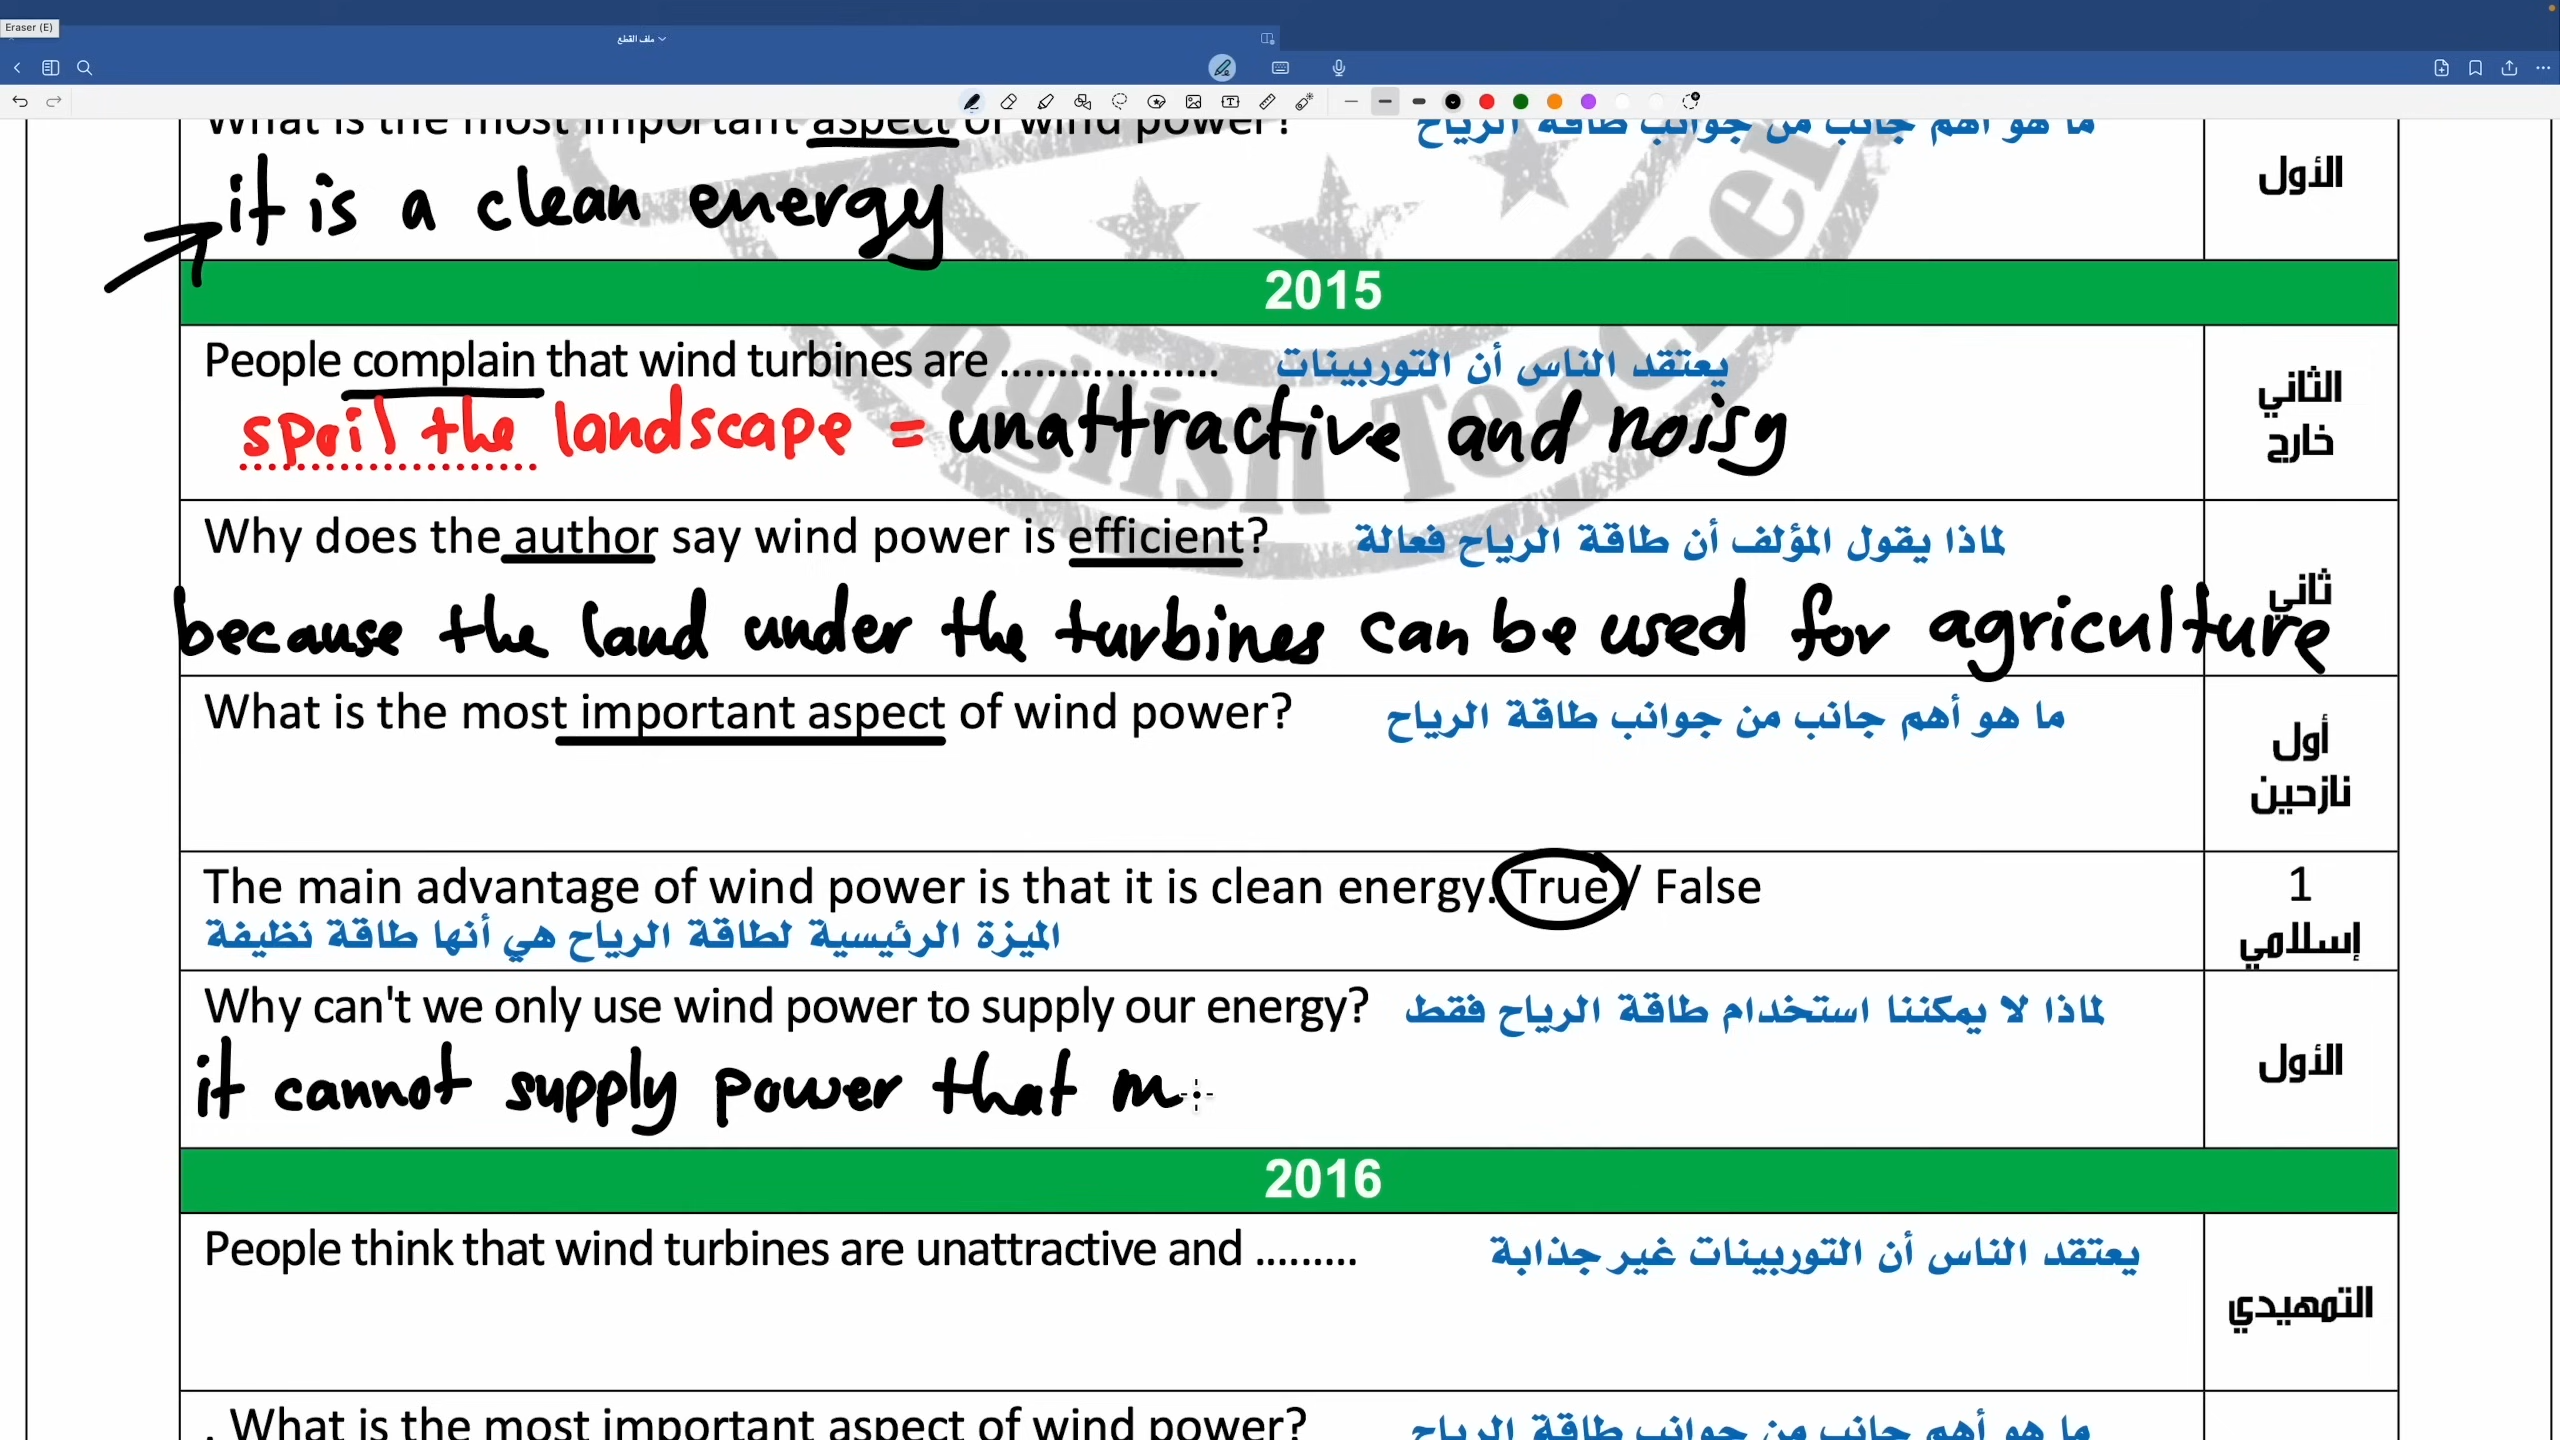 Eraser (E)
ملف القطع
What is the most important aspect of wind power? ما هو أهم جانب من جوانب طاقة الرياح
الأول
it is a clean energy
2015
People complain that wind turbines are ................... يعتقد الناس أن التوربينات
الثاني
خارج
spoil the landscape = unattractive and noisy
Why does the author say wind power is efficient? لماذا يقول المؤلف أن طاقة الرياح فعالة
ثاني
because the land under the turbines can be used for agriculture
What is the most important aspect of wind power? ما هو أهم جانب من جوانب طاقة الرياح
أول
نازحين
The main advantage of wind power is that it is clean energy. True / False
1
الميزة الرئيسية لطاقة الرياح هي أنها طاقة نظيفة
إسلامي
Why can't we only use wind power to supply our energy? لماذا لا يمكننا استخدام طاقة الرياح فقط
الأول
it cannot supply power that m
2016
People think that wind turbines are unattractive and ......... يعتقد الناس أن التوربينات غير جذابة
التمهيدي
. What is the most important aspect of wind power? ما هو أهم جانب من جوانب طاقة الرياح
English Teacher